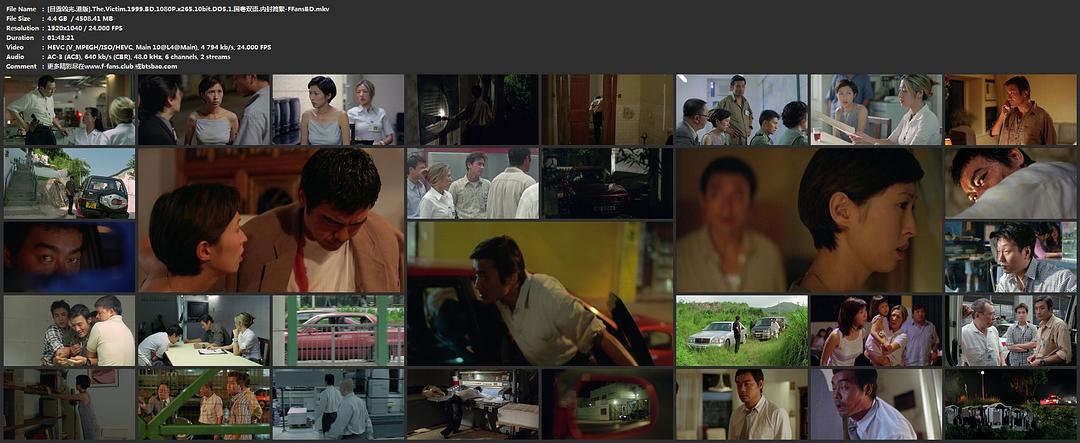 File Name : [目露凶光.港版].The.Victim.1999.BD.1080P.x265.10bit.DD5.1.国粤双语.内封简繁-FFansBD.mkv
File Size : 4.4 GB / 4508.41 MB
Resolution : 1920x1040 / 24.000 FPS
Duration : 01:43:21
Video : HEVC (V_MPEGH/ISO/HEVC, Main 10@L4@Main), 4 794 kb/s, 24.000 FPS
Audio : AC-3 (AC3), 640 kb/s (CBR), 48.0 kHz, 6 channels, 2 streams
Comment : 更多精彩尽在www.f-fans.club 或btsbao.com